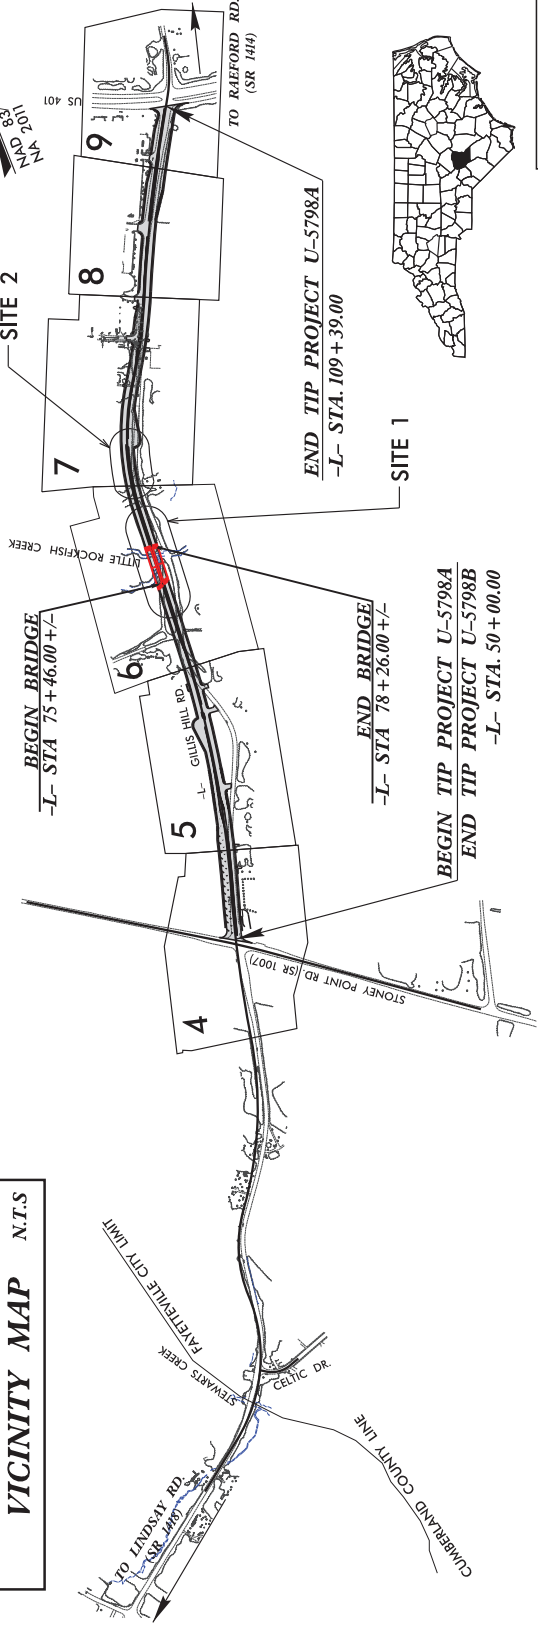 VICINITY MAP N.T.S
NAD 83/
NA 2011
SITE 2
BEGIN BRIDGE
-L- STA 75+46.00 +/-
LITTLE ROCKFISH CREEK
US 401
TO RAEFORD RD.
(SR 1414)
4
5
6
7
8
9
-L- GILLIS HILL RD.
FAYETTEVILLE CITY LIMIT
STEWARTS CREEK
CELTIC DR.
TO LINDSAY RD.
(SR 1418)
CUMBERLAND COUNTY LINE
STONEY POINT RD. (SR 1007)
BEGIN TIP PROJECT U-5798A
END TIP PROJECT U-5798B
-L- STA. 50+00.00
END BRIDGE
-L- STA 78+26.00 +/-
SITE 1
END TIP PROJECT U-5798A
-L- STA. 109+39.00